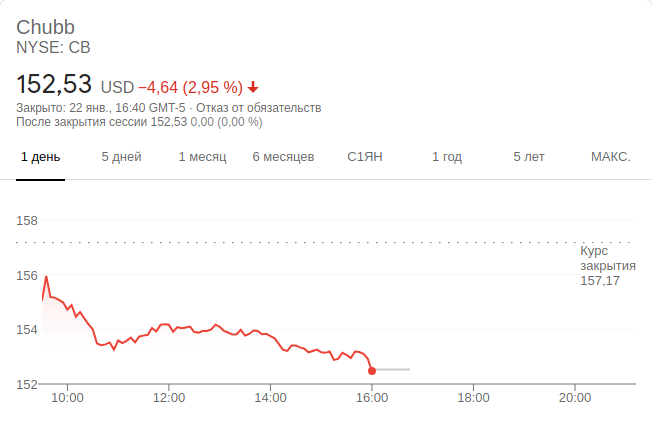 Chubb
NYSE: CB
152,53 USD −4,64 (2,95 %)
Закрыто: 22 янв., 16:40 GMT-5 · Отказ от обязательств
После закрытия сессии 152,53 0,00 (0,00 %)
1 день 5 дней 1 месяц 6 месяцев С1ЯН 1 год 5 лет МАКС.
158
Курс
закрытия
157,17
156
154
152
10:00 12:00 14:00 16:00 18:00 20:00